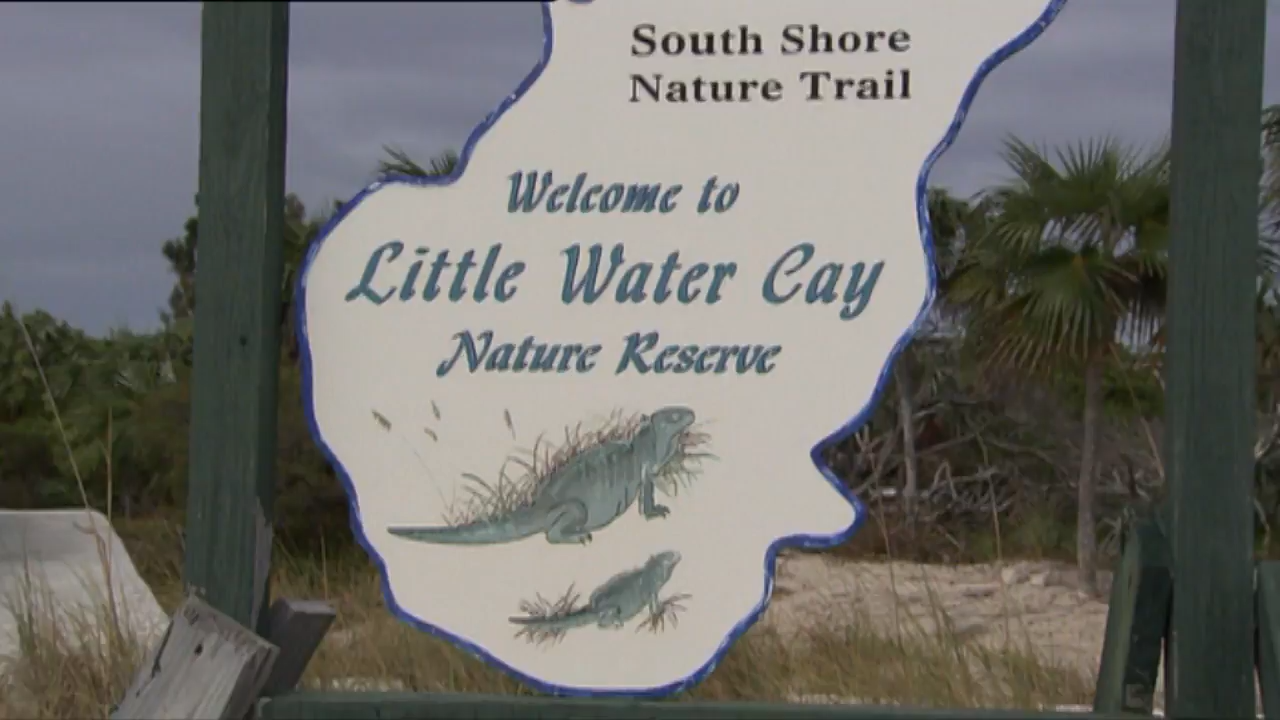 South Shore
Nature Trail
Welcome to
Little Water Cay
Nature Reserve